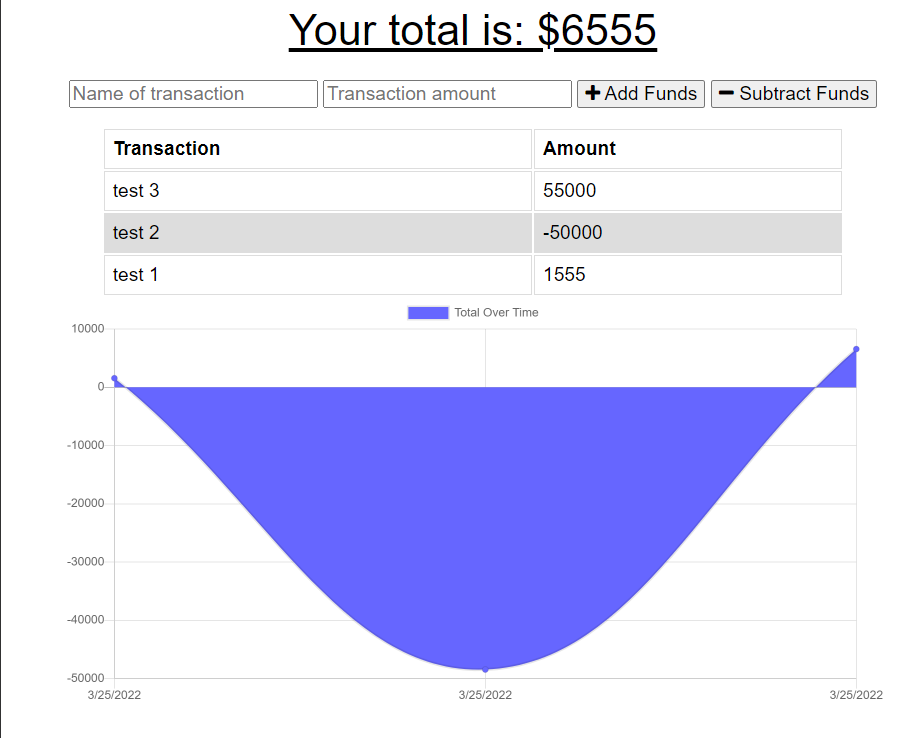 Your total is: $6555
Name of transaction Transaction amount Add Funds Subtract Funds
Transaction Amount
test 3 55000
test 2 -50000
test 1 1555
Total Over Time
10000
0
-10000
-20000
-30000
-40000
-50000
3/25/2022 3/25/2022 3/25/2022